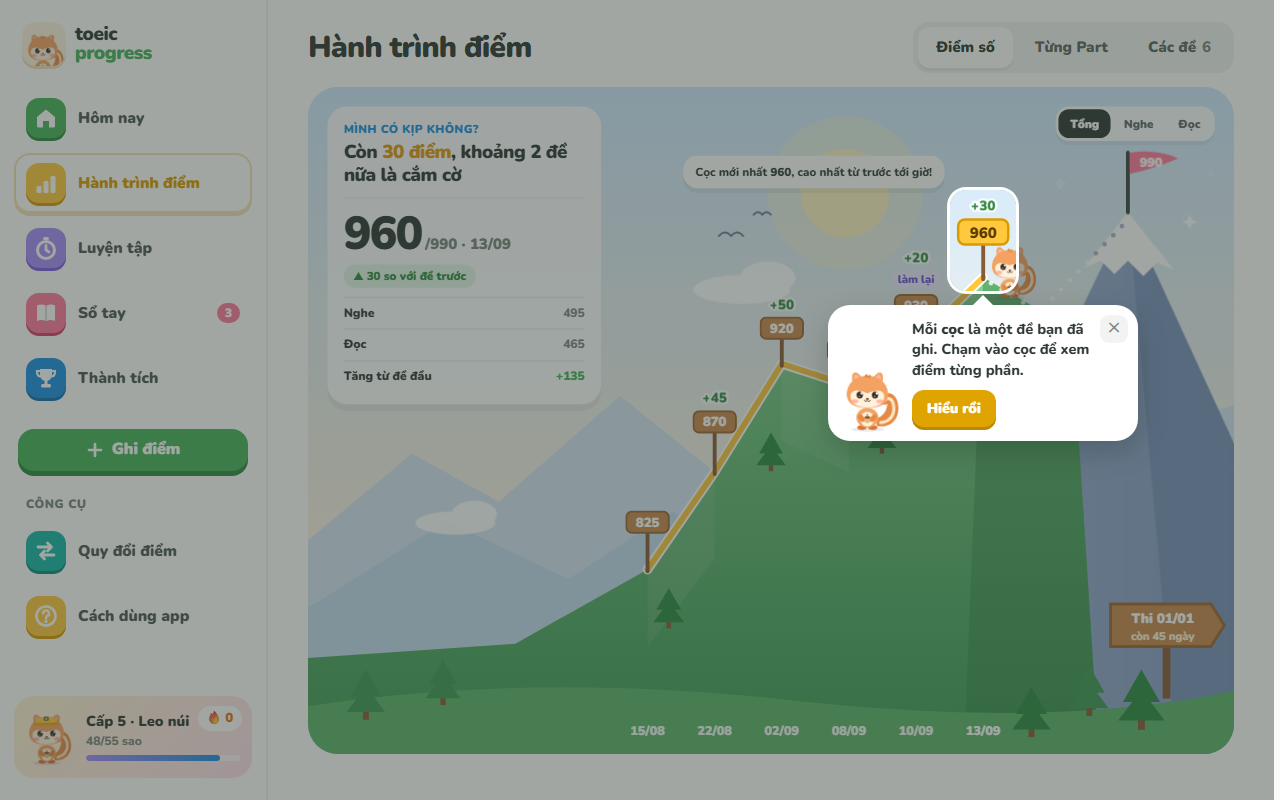 toeic
progress
Hôm nay
Hành trình điểm
Luyện tập
Sổ tay
3
Thành tích
Ghi điểm
CÔNG CỤ
Quy đổi điểm
Cách dùng app
Cấp 5 · Leo núi
0
48/55 sao
Hành trình điểm
Điểm số
Từng Part
Các đề 6
MÌNH CÓ KỊP KHÔNG?
Còn 30 điểm, khoảng 2 đề
nữa là cắm cờ
960/990 · 13/09
▲ 30 so với đề trước
Nghe 495
Đọc 465
Tăng từ đề đầu +135
Tổng
Nghe
Đọc
Cọc mới nhất 960, cao nhất từ trước tới giờ!
990
+30
960
+20
làm lại
+50
920
+45
870
825
Mỗi cọc là một đề bạn đã
ghi. Chạm vào cọc để xem
điểm từng phần.
Hiểu rồi
Thi 01/01
còn 45 ngày
15/08
22/08
02/09
08/09
10/09
13/09